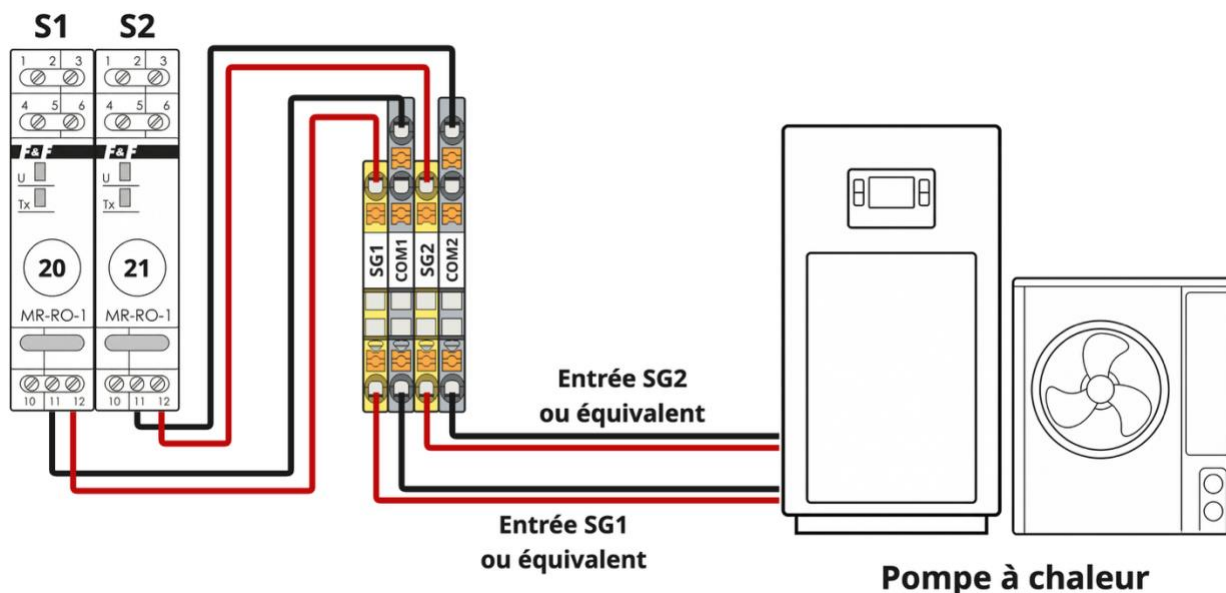 S1 S2
1 2 3 1 2 3
4 5 6 4 5 6
F&F F&F
U U
Tx Tx
20 21
MR-RO-1 MR-RO-1
10 11 12 10 11 12
SG1 COM1 SG2 COM2
Entrée SG2
ou équivalent
Entrée SG1
ou équivalent
Pompe à chaleur